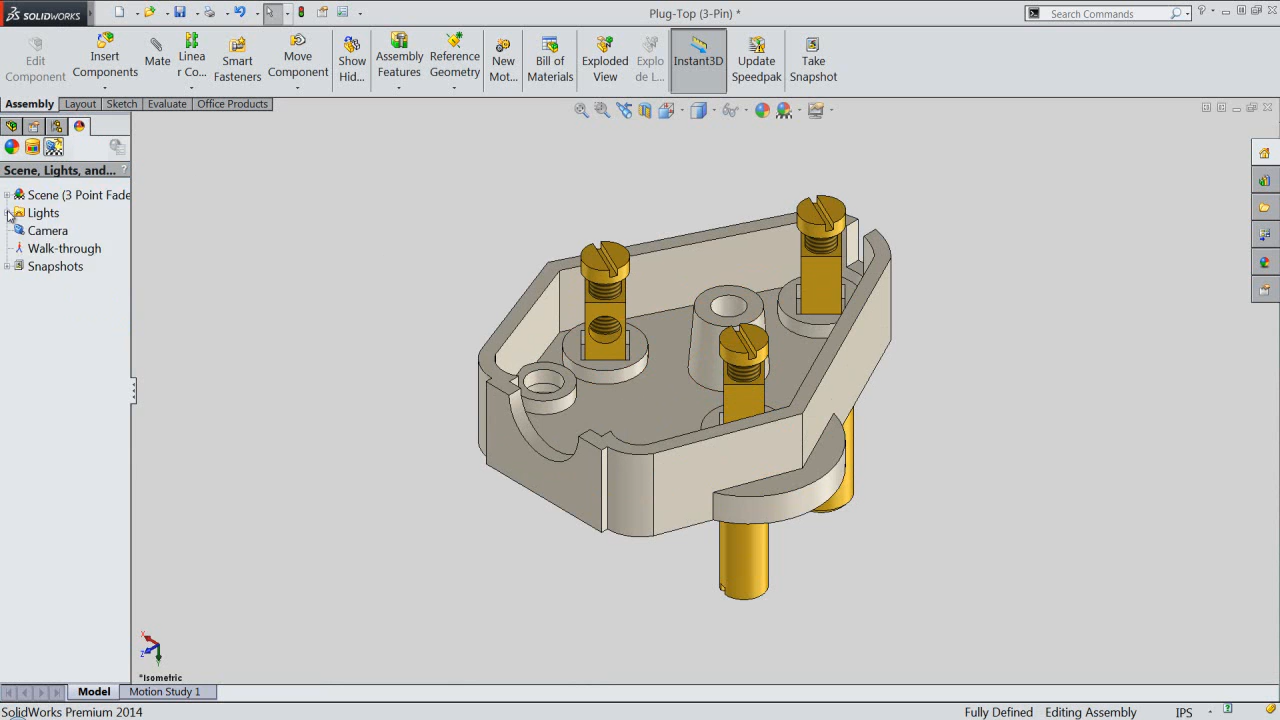 SOLIDWORKS
Plug-Top (3-Pin) *
Search Commands
Edit
Component
Insert
Components
Mate
Linea
r Co...
Smart
Fasteners
Move
Component
Show
Hid...
Assembly
Features
Reference
Geometry
New
Mot...
Bill of
Materials
Exploded
View
Explo
de L...
Instant3D
Update
Speedpak
Take
Snapshot
Assembly
Layout
Sketch
Evaluate
Office Products
Scene, Lights, and...
Scene (3 Point Fade
Lights
Camera
Walk-through
Snapshots
X
Z
Y
*Isometric
Model
Motion Study 1
SolidWorks Premium 2014
Fully Defined
Editing Assembly
IPS